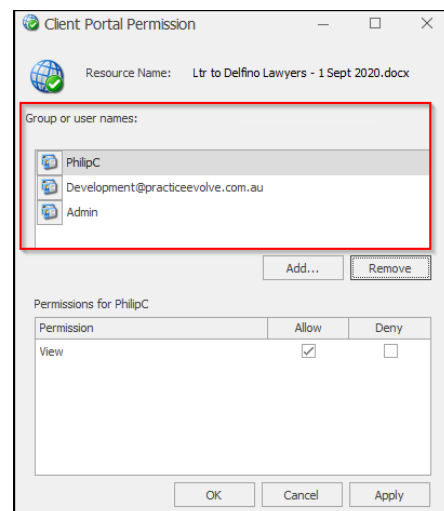 Client Portal Permission
Resource Name: Ltr to Delfino Lawyers - 1 Sept 2020.docx
Group or user names:
PhilipC
Development@practiceevolve.com.au
Admin
Add... Remove
Permissions for PhilipC
Permission Allow Deny
View
OK Cancel Apply